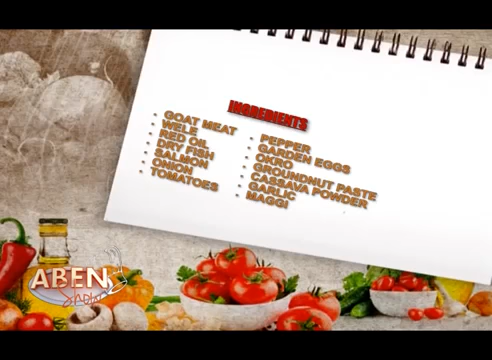 INGREDIENTS
GOAT MEAT
WELE
RED OIL
DRY FISH
SALMON
ONION
TOMATOES
PEPPER
GARDEN EGGS
OKRO
GROUNDNUT PASTE
CASSAVA POWDER
GARLIC
MAGGI
ABEN